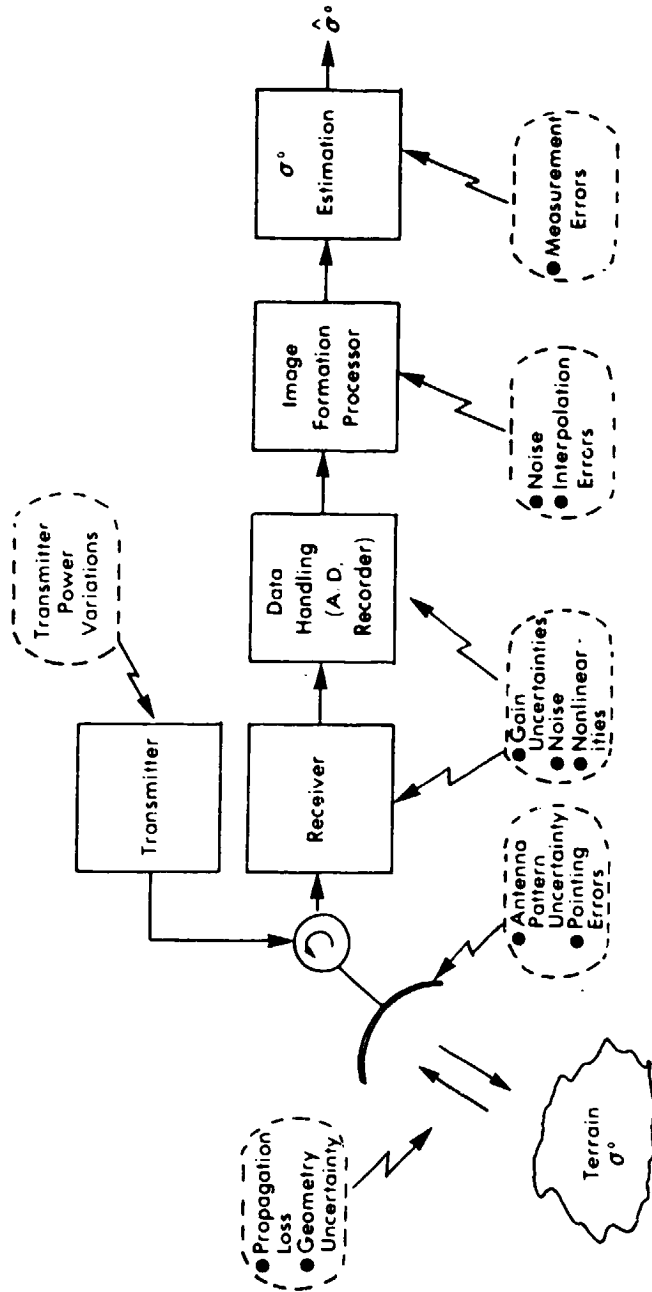 Transmitter
Power
Variations
Transmitter
● Propagation
Loss
● Geometry
Uncertainty
Receiver
Data
Handling
(A. D.
Recorder)
Image
Formation
Processor
σ°
Estimation
σ̂°
Terrain
σ°
● Antenna
Pattern
Uncertainty
● Pointing
Errors
● Gain
Uncertainties
● Noise
● Nonlinear-
ities
● Noise
● Interpolation
Errors
● Measurement
Errors